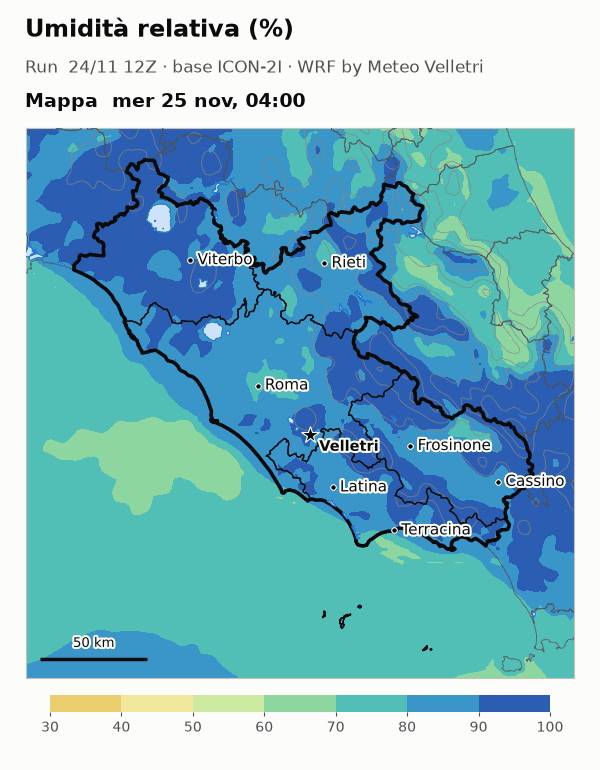 Umidità relativa (%)
Run  24/11 12Z · base ICON-2I · WRF by Meteo Velletri
Mappa  mer 25 nov, 04:00
Viterbo
Rieti
Roma
Velletri
Frosinone
Latina
Cassino
Terracina
50 km
30 40 50 60 70 80 90 100